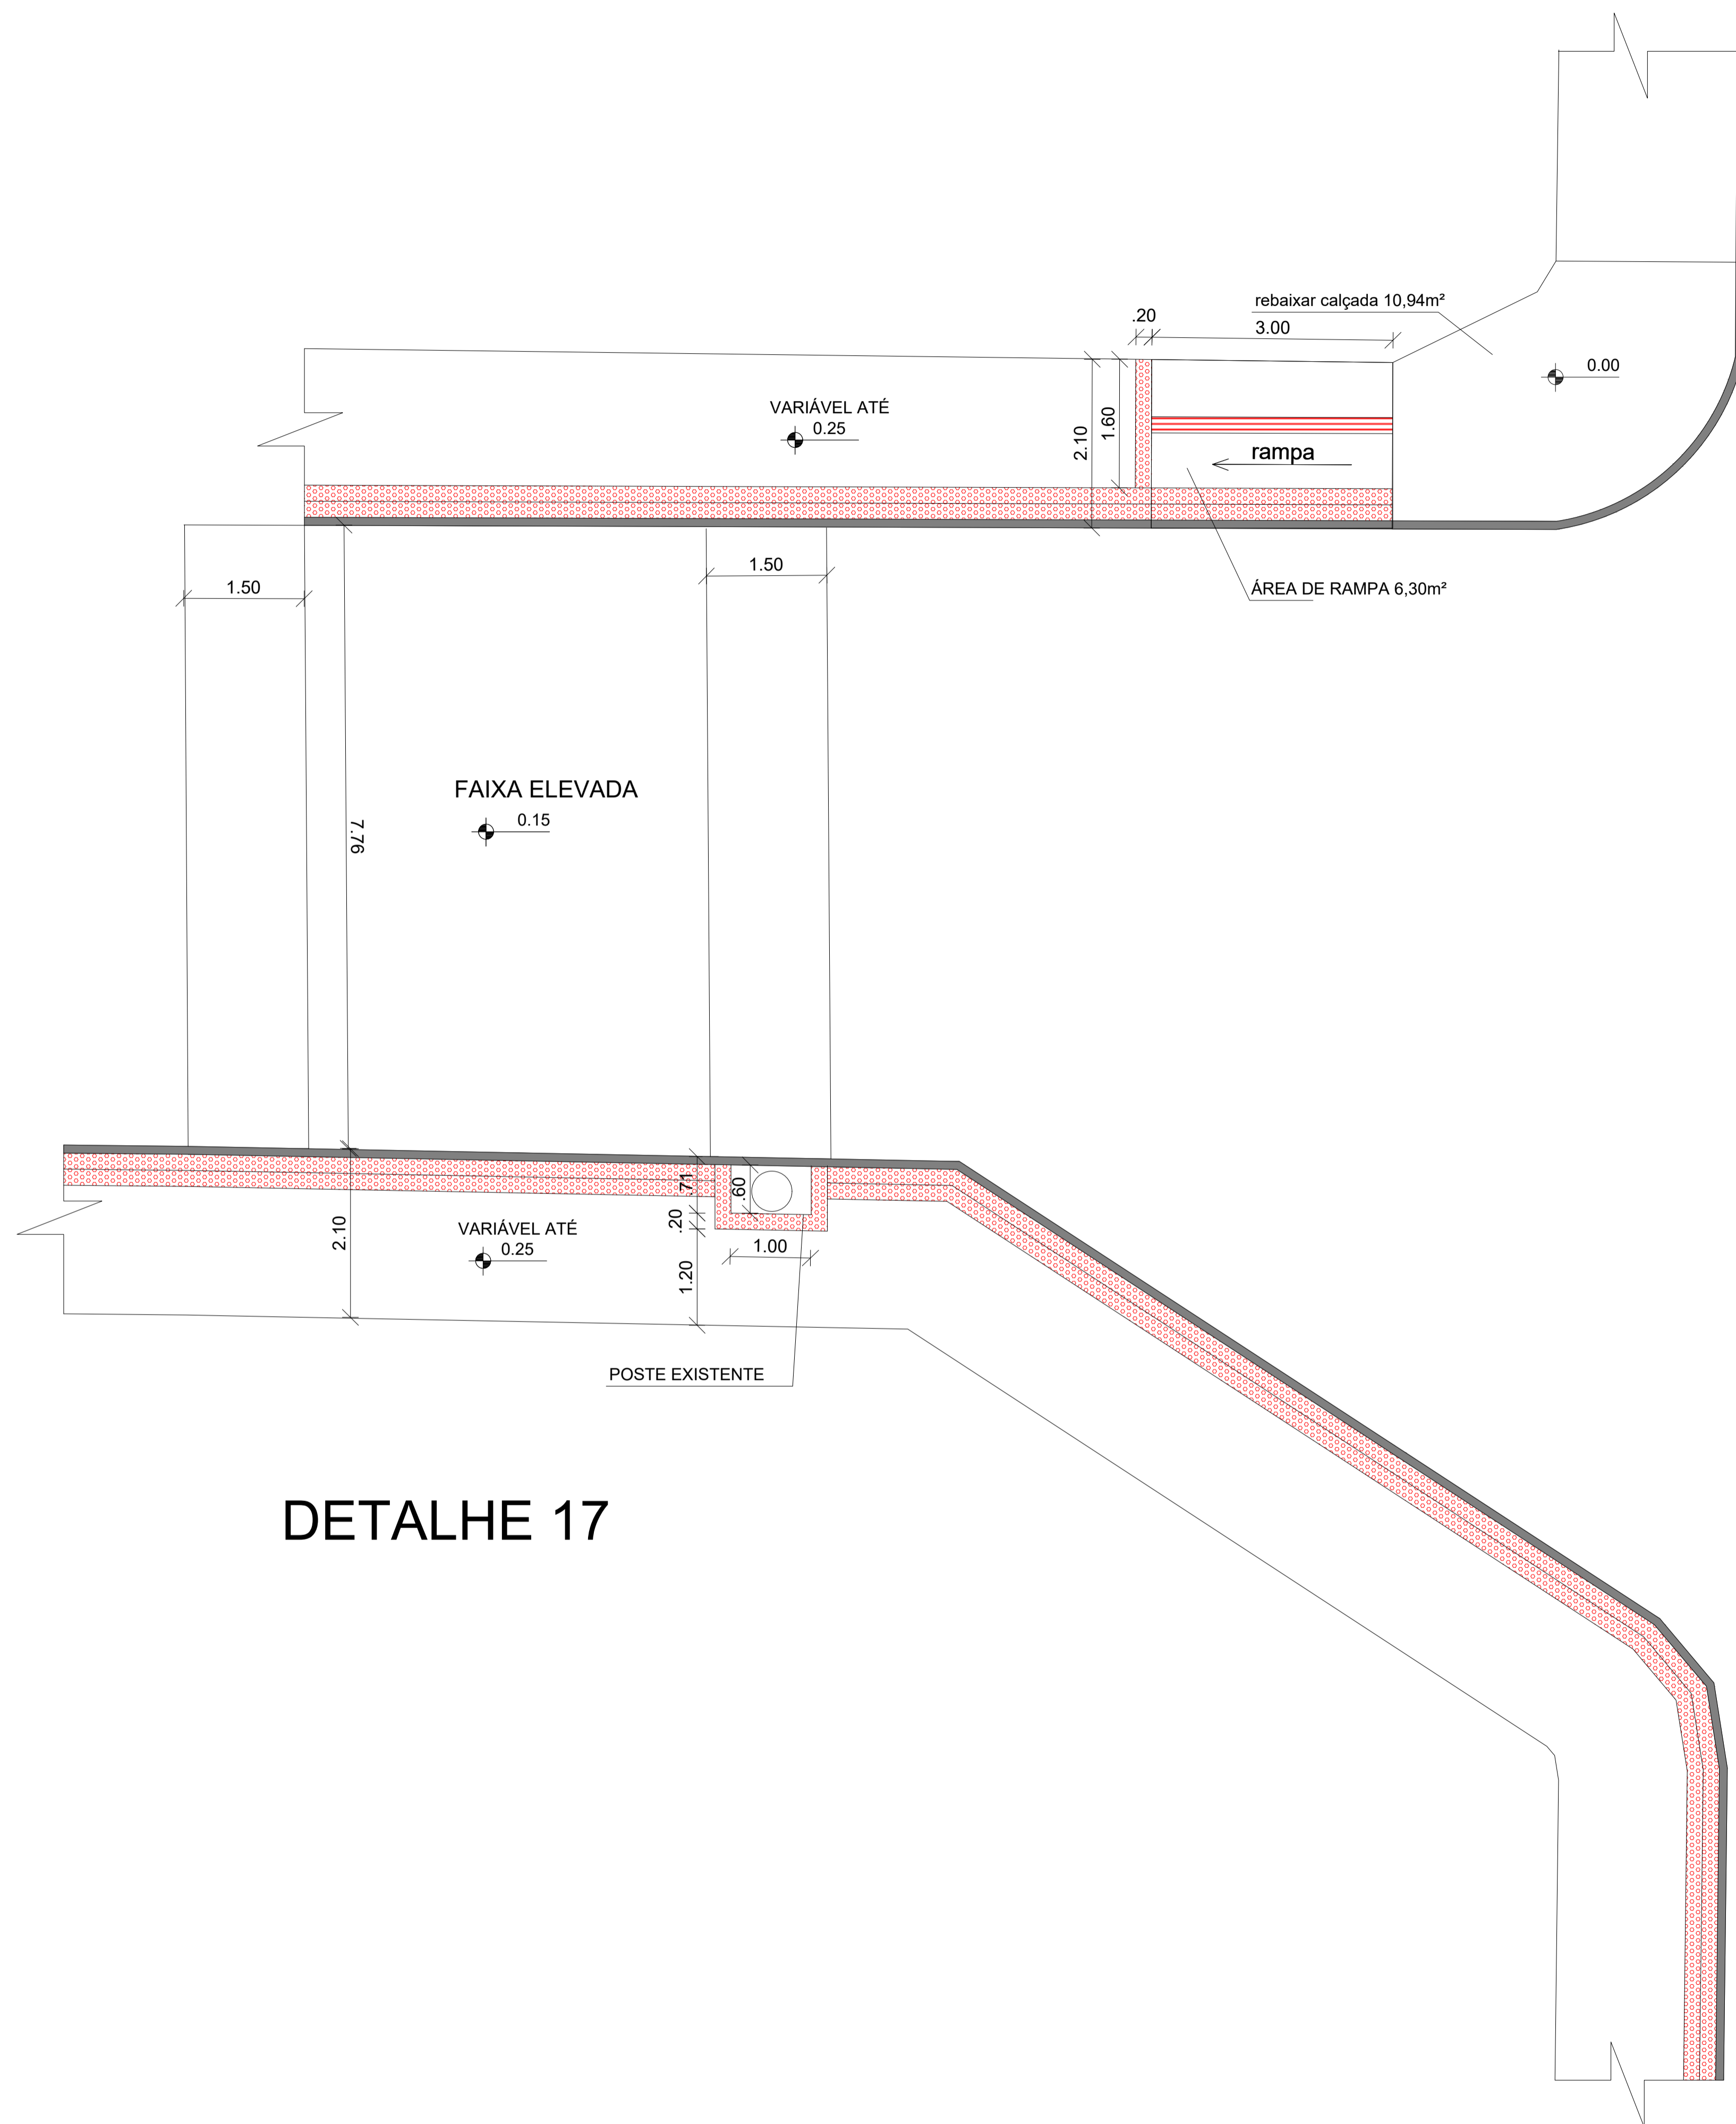 rebaixar calçada 10,94m²
.20
3.00
0.00
VARIÁVEL ATÉ
0.25
2.10
1.60
rampa
1.50
1.50
ÁREA DE RAMPA 6,30m²
FAIXA ELEVADA
0.15
7.76
.71
.60
.20
VARIÁVEL ATÉ
0.25
2.10
1.00
1.20
POSTE EXISTENTE
DETALHE 17